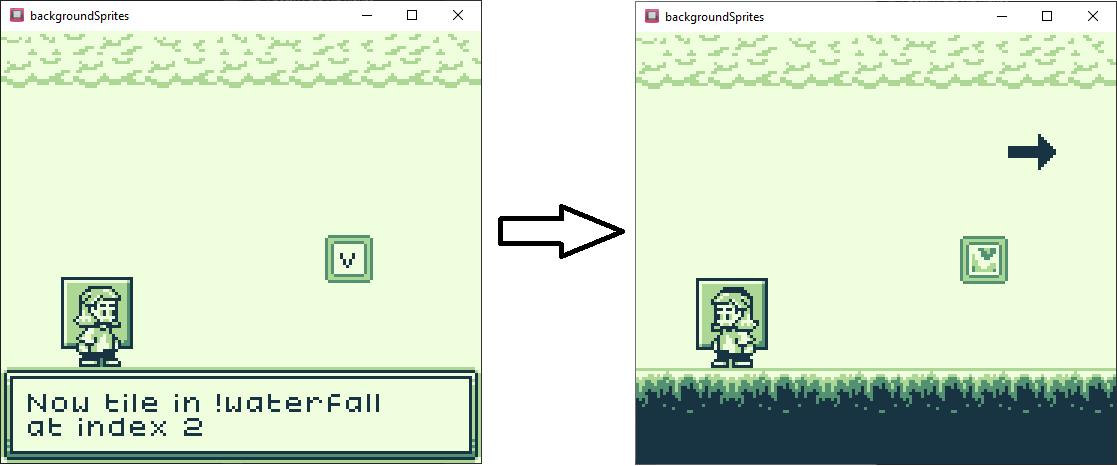 backgroundSprites
v
Now tile in !waterfall
at index 2
backgroundSprites